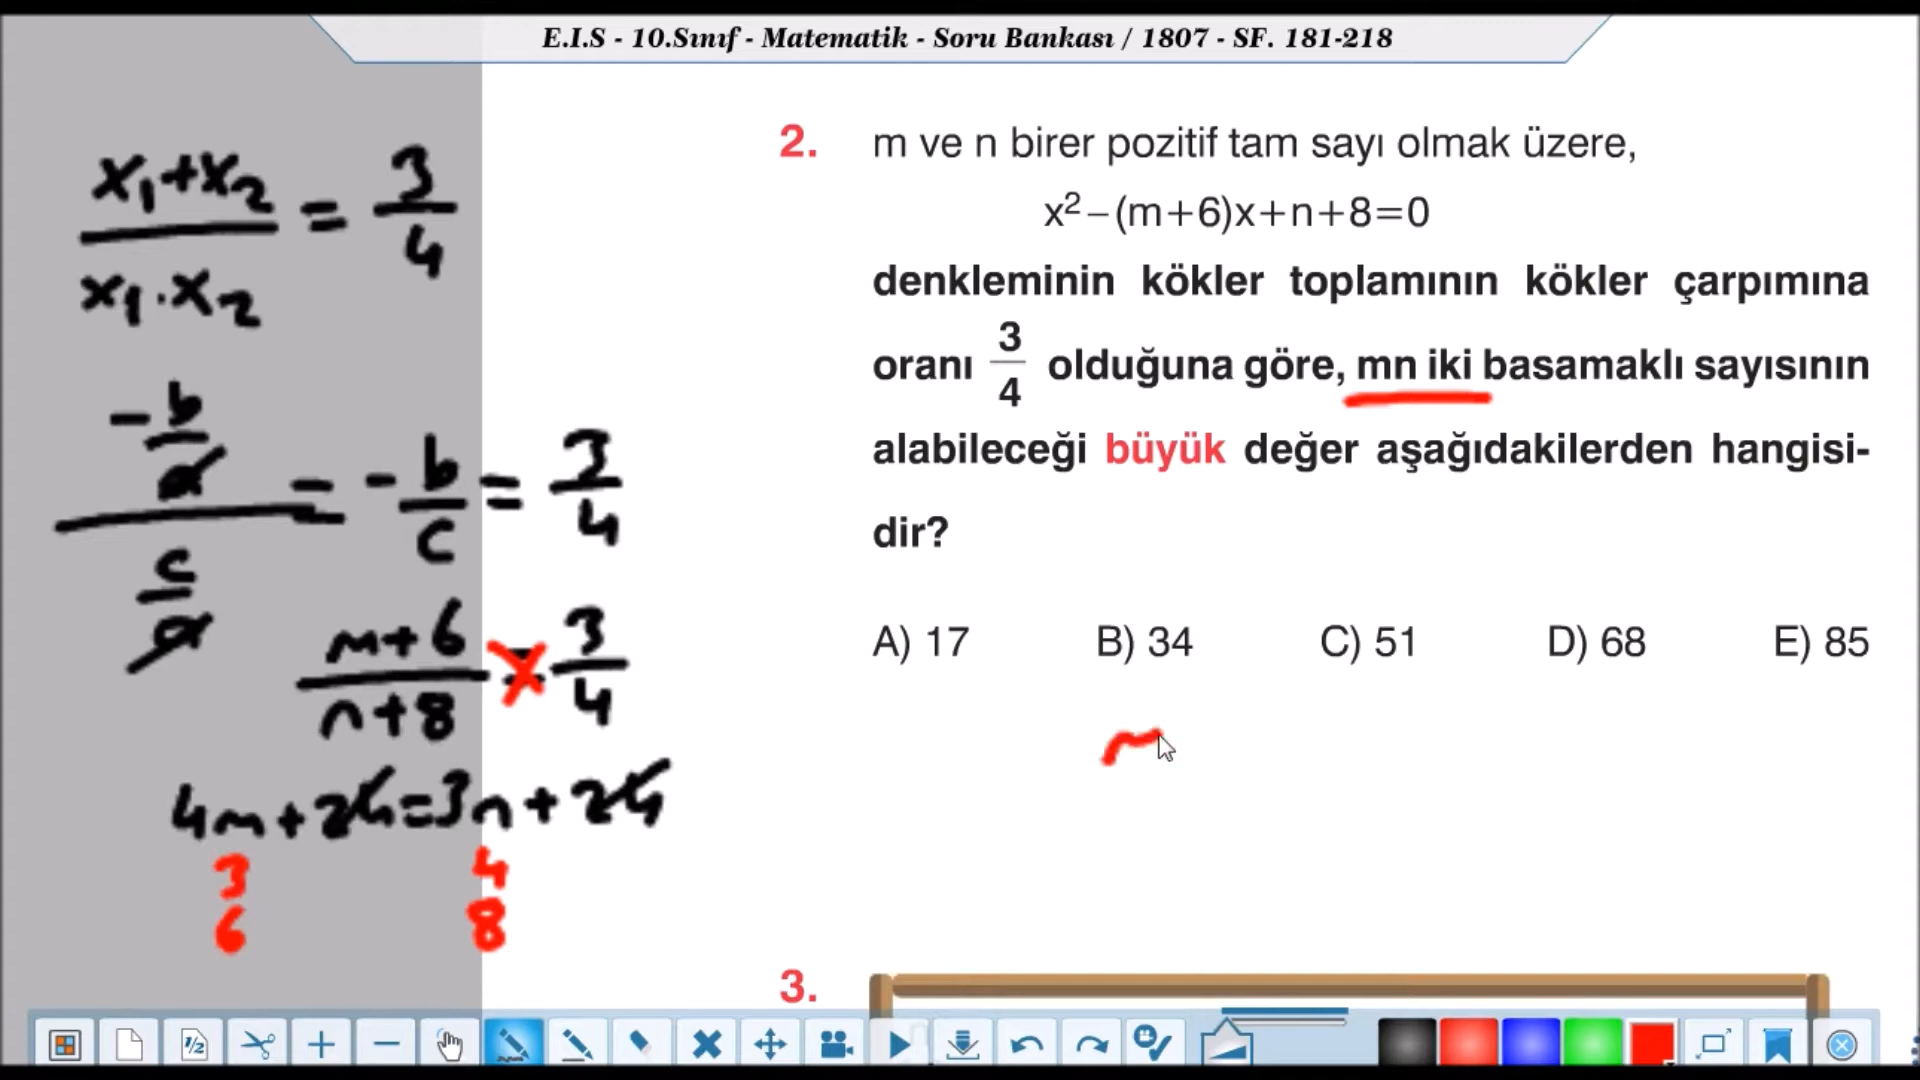 E.I.S - 10.Sınıf - Matematik - Soru Bankası / 1807 - SF. 181-218
x₁+x₂ / x₁.x₂ = 3/4
-b/a / c/a = -b/c = 3/4
m+6 / n+8 = 3/4
4m+24=3n+24
3 4
6 8
2. m ve n birer pozitif tam sayı olmak üzere,
x²-(m+6)x+n+8=0
denkleminin kökler toplamının kökler çarpımına
oranı 3/4 olduğuna göre, mn iki basamaklı sayısının
alabileceği büyük değer aşağıdakilerden hangisi-
dir?
A) 17 B) 34 C) 51 D) 68 E) 85
3.
1/2